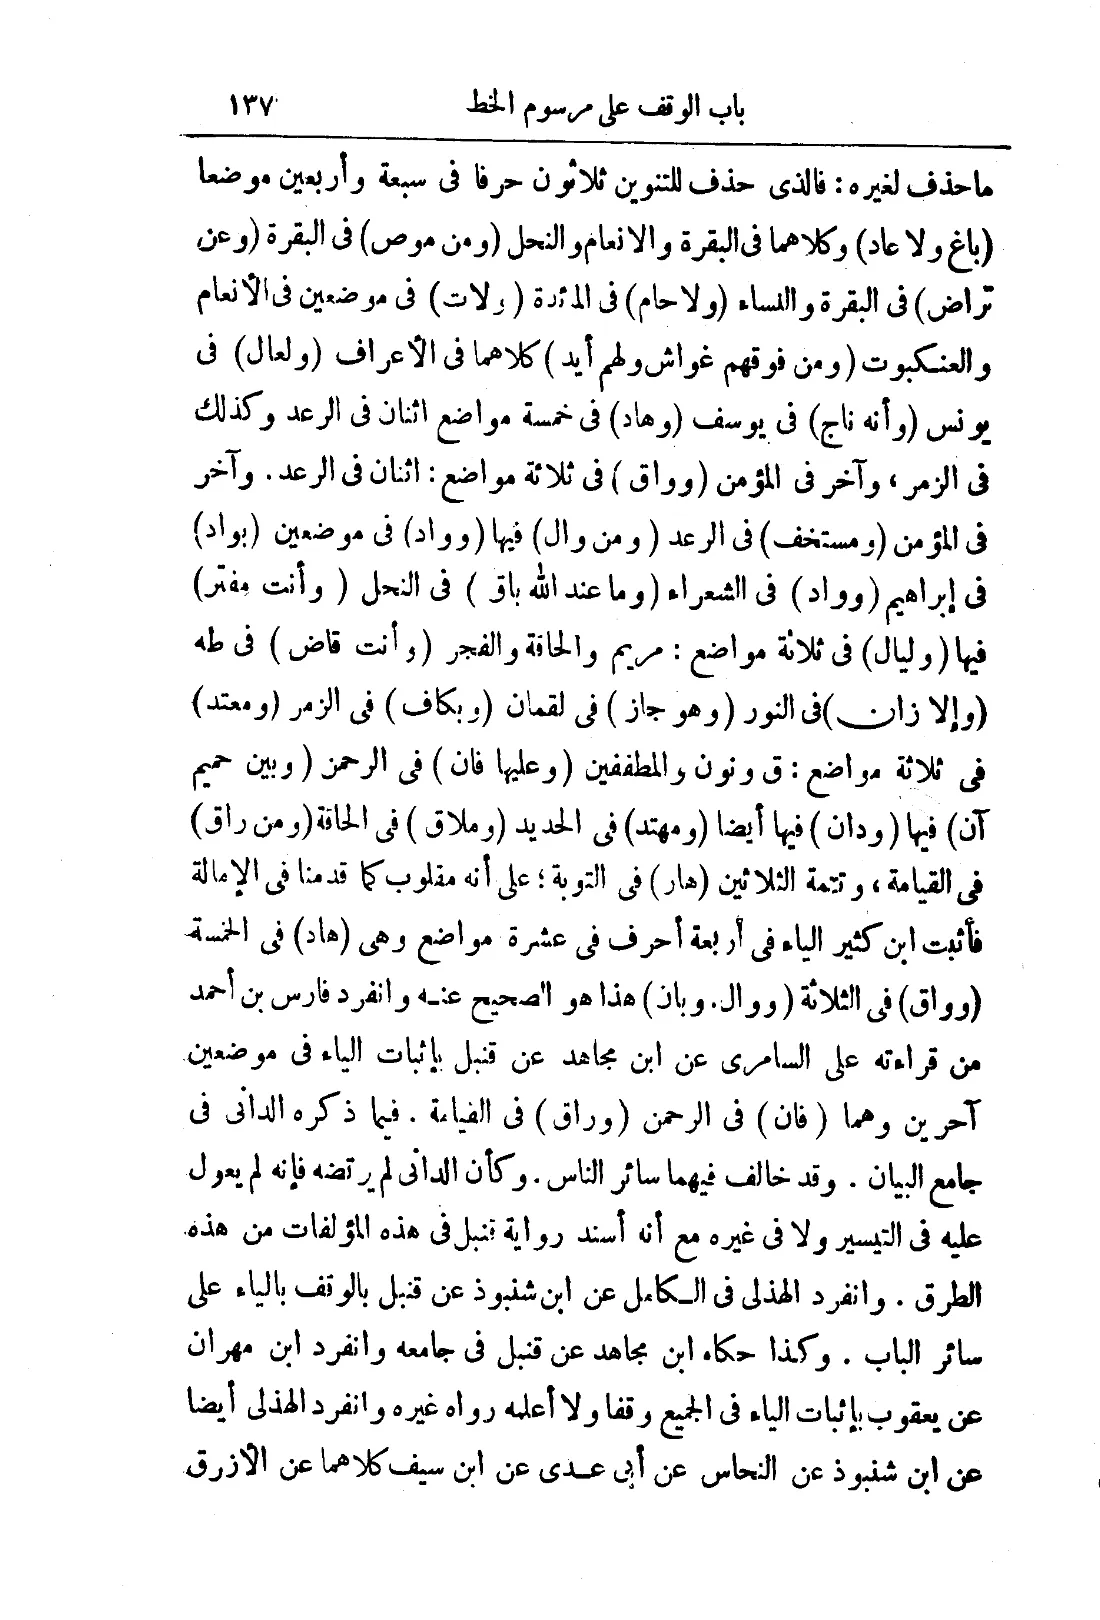 باب الوقف على مرسوم الخط ١٣٧
ماحذف لغيره : فالذى حذف للتنوين ثلاثون حرفا فى سبعة وأربعين موضعا
(باغ ولا عاد) وكلاهما فى البقرة والانعام والنحل (ومن موص) فى البقرة (وعن
تراض) فى البقرة والنساء (ولا حام) فى المائدة (ولات) فى موضعين فى الأنعام
والعنكبوت (ومن فوقهم غواش ولهم أيد) كلاهما فى الأعراف (ولعال) فى
يونس (وأنه ناج) فى يوسف (وهاد) فى خمسة مواضع اثنان فى الرعد وكذلك
فى الزمر ، وآخر فى المؤمن (وواق) فى ثلاثة مواضع : اثنان فى الرعد . وآخر
فى المؤمن (ومستخف) فى الرعد (ومن وال) فيها (وواد) فى موضعين (بواد)
فى إبراهيم (وواد) فى الشعراء (وما عند الله باق) فى النحل (وأنت مفتر)
فيها (وليال) فى ثلاثة مواضع : مريم والحاقة والفجر (وأنت قاض) فى طه
(وإلا زان) فى النور (وهو جاز) فى لقمان (وبكاف) فى الزمر (ومعتد)
فى ثلاثة مواضع : ق ونون والمطففين (وعليها فان) فى الرحمن (وبين حميم
آن) فيها (ودان) فيها أيضا (ومهتد) فى الحديد (وملاق) فى الحاقة (ومن راق)
فى القيامة ، وتتمة الثلاثين (هار) فى التوبة ؛ على أنه مقلوب كما قدمنا فى الإمالة
فأثبت ابن كثير الياء فى أربعة أحرف فى عشرة مواضع وهى (هاد) فى الخمسة
(وواق) فى الثلاثة (ووال . وباق) هذا هو الصحيح عنه وانفرد فارس بن أحمد
من قراءته على السامرى عن ابن مجاهد عن قنبل بإثبات الياء فى موضعين
آخرين وهما (فان) فى الرحمن (وراق) فى القيامة . فيما ذكره الدانى فى
جامع البيان . وقد خالف فيهما سائر الناس . وكأن الدانى لم يرتضه فإنه لم يعول
عليه فى التيسير ولا فى غيره مع أنه أسند رواية قنبل فى هذه المؤلفات من هذه
الطرق . وانفرد الهذلى فى الكامل عن ابن شنبوذ عن قنبل بالوقف بالياء على
سائر الباب . وكذا حكاه ابن مجاهد عن قنبل فى جامعه وانفرد ابن مهران
عن يعقوب بإثبات الياء فى الجميع وقفا ولا أعلمه رواه غيره وانفرد الهذلى أيضا
عن ابن شنبوذ عن النحاس عن أبى عدى عن ابن سيف كلاهما عن الأزرق